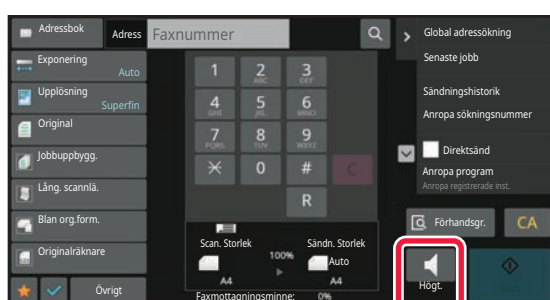 Adressbok
Adress
Faxnummer
Exponering
Auto
Upplösning
Superfin
Original
Jobbuppbygg.
Lång. scannlä.
Blan org.form.
Originalräknare
Övrigt
1
2
ABC
3
DEF
4
GHI
5
JKL
6
MNO
7
PQRS
8
TUV
9
WXYZ
0
#
C
R
Scan. Storlek
100%
Sändn. Storlek
Auto
A4
A4
Faxmottagningsminne: 0%
Global adressökning
Senaste jobb
Sändningshistorik
Anropa sökningsnummer
Direktsänd
Anropa program
Anropa registrerade inst.
Förhandsgr.
CA
Högt.